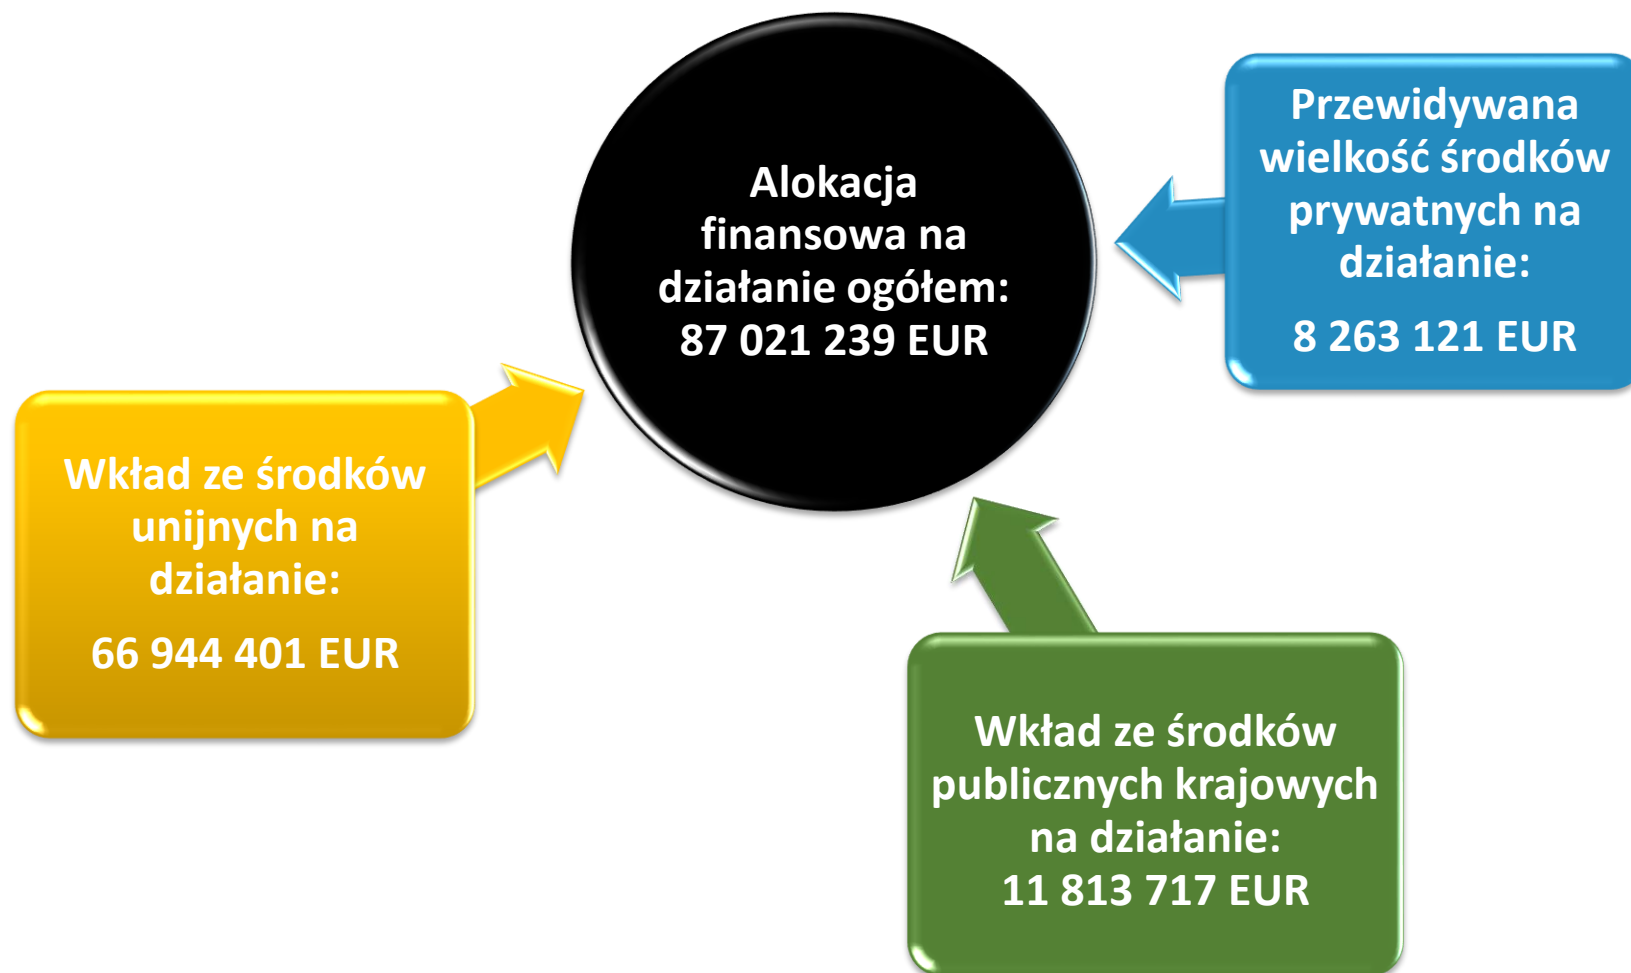 Alokacja
finansowa na
działanie ogółem:
87 021 239 EUR
Przewidywana
wielkość środków
prywatnych na
działanie:
8 263 121 EUR
Wkład ze środków
unijnych na
działanie:
66 944 401 EUR
Wkład ze środków
publicznych krajowych
na działanie:
11 813 717 EUR